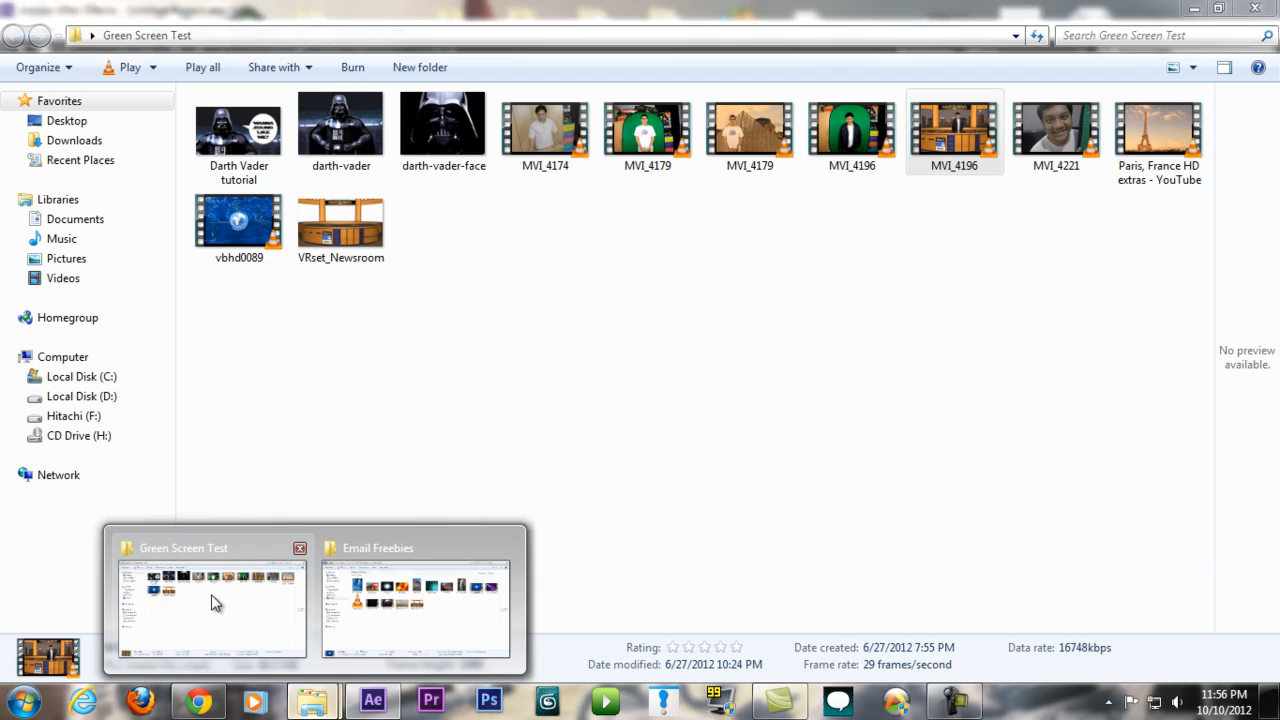 Green Screen Test
Search Green Screen Test
Organize
Play
Play all
Share with
Burn
New folder
Favorites
Desktop
Downloads
Recent Places
Libraries
Documents
Music
Pictures
Videos
Homegroup
Computer
Local Disk (C:)
Local Disk (D:)
Hitachi (F:)
CD Drive (H:)
Network
Darth Vader
tutorial
darth-vader
darth-vader-face
MVI_4174
MVI_4179
MVI_4179
MVI_4196
MVI_4196
MVI_4221
Paris, France HD
extras - YouTube
vbhd0089
VRset_Newsroom
No preview
available.
Green Screen Test
Email Freebies
Rating:
Date created: 6/27/2012 7:55 PM
Data rate: 16748kbps
Date modified: 6/27/2012 10:24 PM
Frame rate: 29 frames/second
Ae
Pr
Ps
99
11:56 PM
10/10/2012